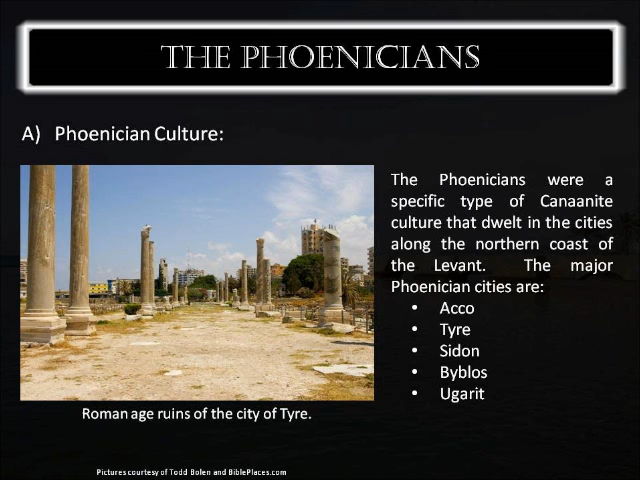 THE PHOENICIANS
A) Phoenician Culture:
The Phoenicians were a
specific type of Canaanite
culture that dwelt in the cities
along the northern coast of
the Levant. The major
Phoenician cities are:
• Acco
• Tyre
• Sidon
• Byblos
• Ugarit
Roman age ruins of the city of Tyre.
Pictures courtesy of Todd Bolen and BiblePlaces.com